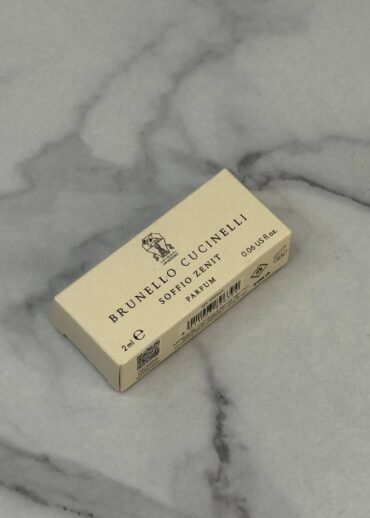 BRUNELLO CUCINELLI
SOFFIO ZENIT
PARFUM
2 ml e
0.06 US fl.oz.